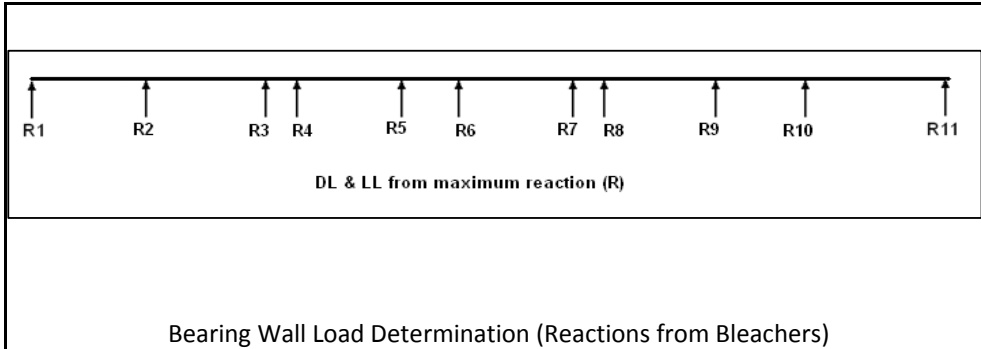 R1 R2 R3 R4 R5 R6 R7 R8 R9 R10 R11
DL & LL from maximum reaction (R)
Bearing Wall Load Determination (Reactions from Bleachers)